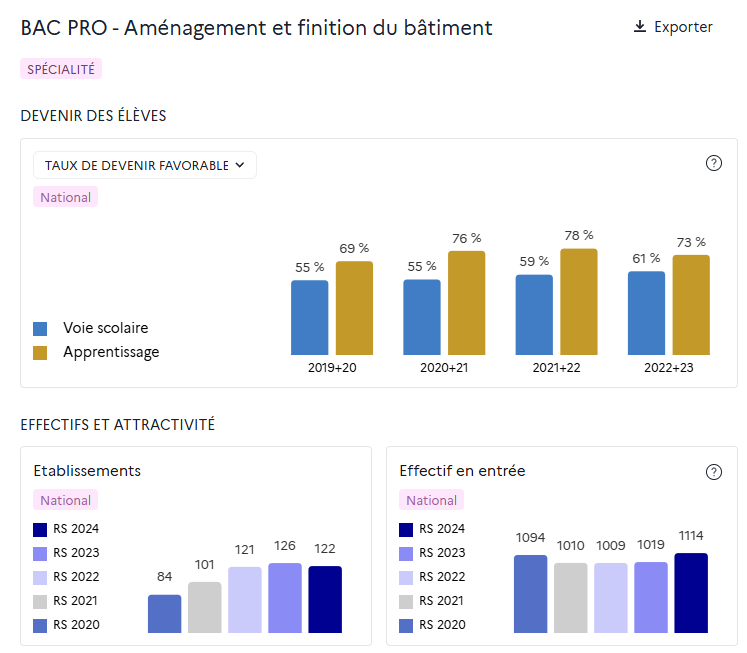 BAC PRO - Aménagement et finition du bâtiment
Exporter
SPÉCIALITÉ
DEVENIR DES ÉLÈVES
TAUX DE DEVENIR FAVORABLE
?
National
55 % 69 % 55 % 76 % 59 % 78 % 61 % 73 %
Voie scolaire
Apprentissage
2019+20 2020+21 2021+22 2022+23
EFFECTIFS ET ATTRACTIVITÉ
Etablissements
National
RS 2024
RS 2023
RS 2022
RS 2021
RS 2020
84 101 121 126 122
Effectif en entrée
?
National
RS 2024
RS 2023
RS 2022
RS 2021
RS 2020
1094 1010 1009 1019 1114